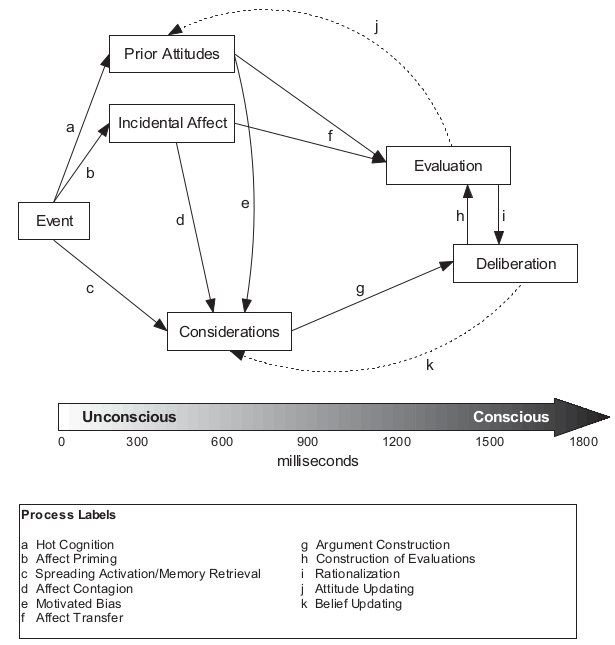 j
Prior Attitudes
Incidental Affect
a
f
Evaluation
b
e
Event
d
h
i
Deliberation
c
g
Considerations
k
Unconscious
Conscious
0 300 600 900 1200 1500 1800
milliseconds
Process Labels
a Hot Cognition
b Affect Priming
c Spreading Activation/Memory Retrieval
d Affect Contagion
e Motivated Bias
f Affect Transfer
g Argument Construction
h Construction of Evaluations
i Rationalization
j Attitude Updating
k Belief Updating